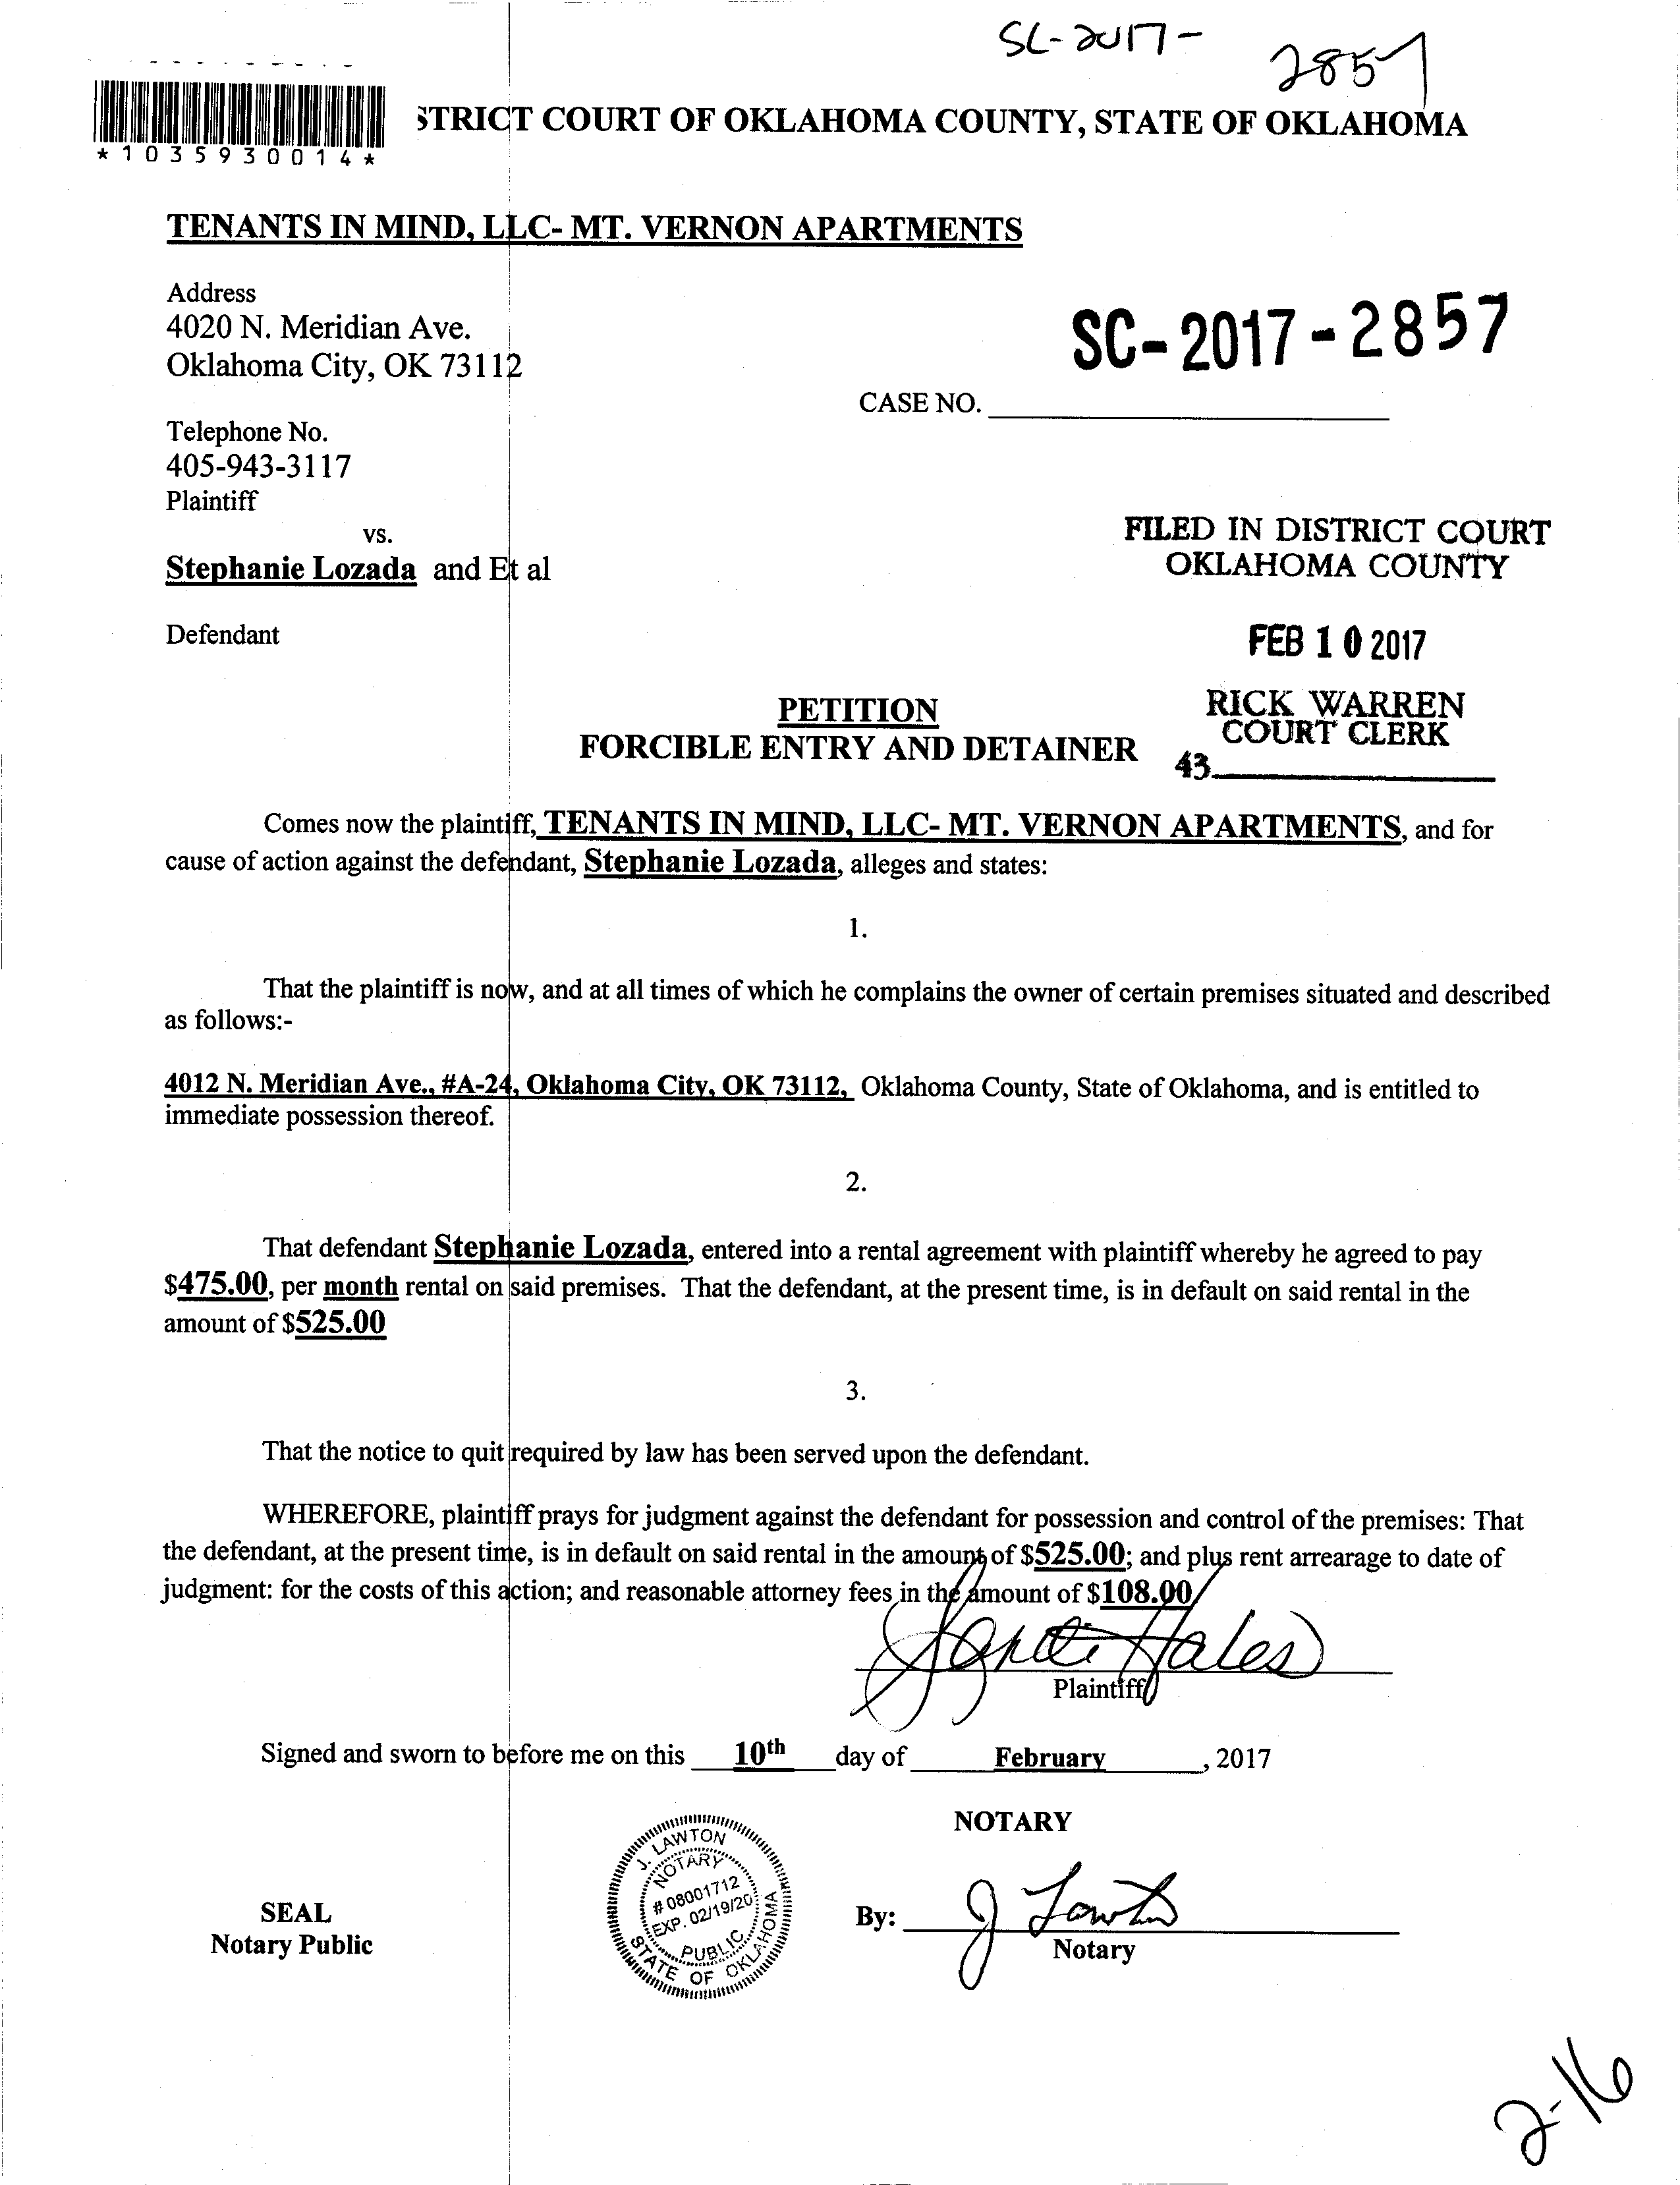 SC-2017-
2857
*1035930014*
STRICT COURT OF OKLAHOMA COUNTY, STATE OF OKLAHOMA
TENANTS IN MIND, LLC- MT. VERNON APARTMENTS
Address
4020 N. Meridian Ave.
Oklahoma City, OK 73112
SC-2017-2857
CASE NO.
Telephone No.
405-943-3117
Plaintiff
vs.
Stephanie Lozada and Et al
Defendant
FILED IN DISTRICT COURT
OKLAHOMA COUNTY
FEB 10 2017
RICK WARREN
COURT CLERK
43
PETITION
FORCIBLE ENTRY AND DETAINER
Comes now the plaintiff, TENANTS IN MIND, LLC- MT. VERNON APARTMENTS, and for
cause of action against the defendant, Stephanie Lozada, alleges and states:
1.
That the plaintiff is now, and at all times of which he complains the owner of certain premises situated and described
as follows:-
4012 N. Meridian Ave., #A-24, Oklahoma City, OK 73112, Oklahoma County, State of Oklahoma, and is entitled to
immediate possession thereof.
2.
That defendant Stephanie Lozada, entered into a rental agreement with plaintiff whereby he agreed to pay
$475.00, per month rental on said premises. That the defendant, at the present time, is in default on said rental in the
amount of $525.00
3.
That the notice to quit required by law has been served upon the defendant.
WHEREFORE, plaintiff prays for judgment against the defendant for possession and control of the premises: That
the defendant, at the present time, is in default on said rental in the amount of $525.00; and plus rent arrearage to date of
judgment: for the costs of this action; and reasonable attorney fees in the amount of $108.00
Hales
Plaintiff
Signed and sworn to before me on this 10th day of February, 2017
NOTARY
J. LAWTON
NOTARY
# 08001712
EXP. 02/19/20
PUBLIC
STATE OF OKLAHOMA
SEAL
Notary Public
By: J Lawton
Notary
2-16